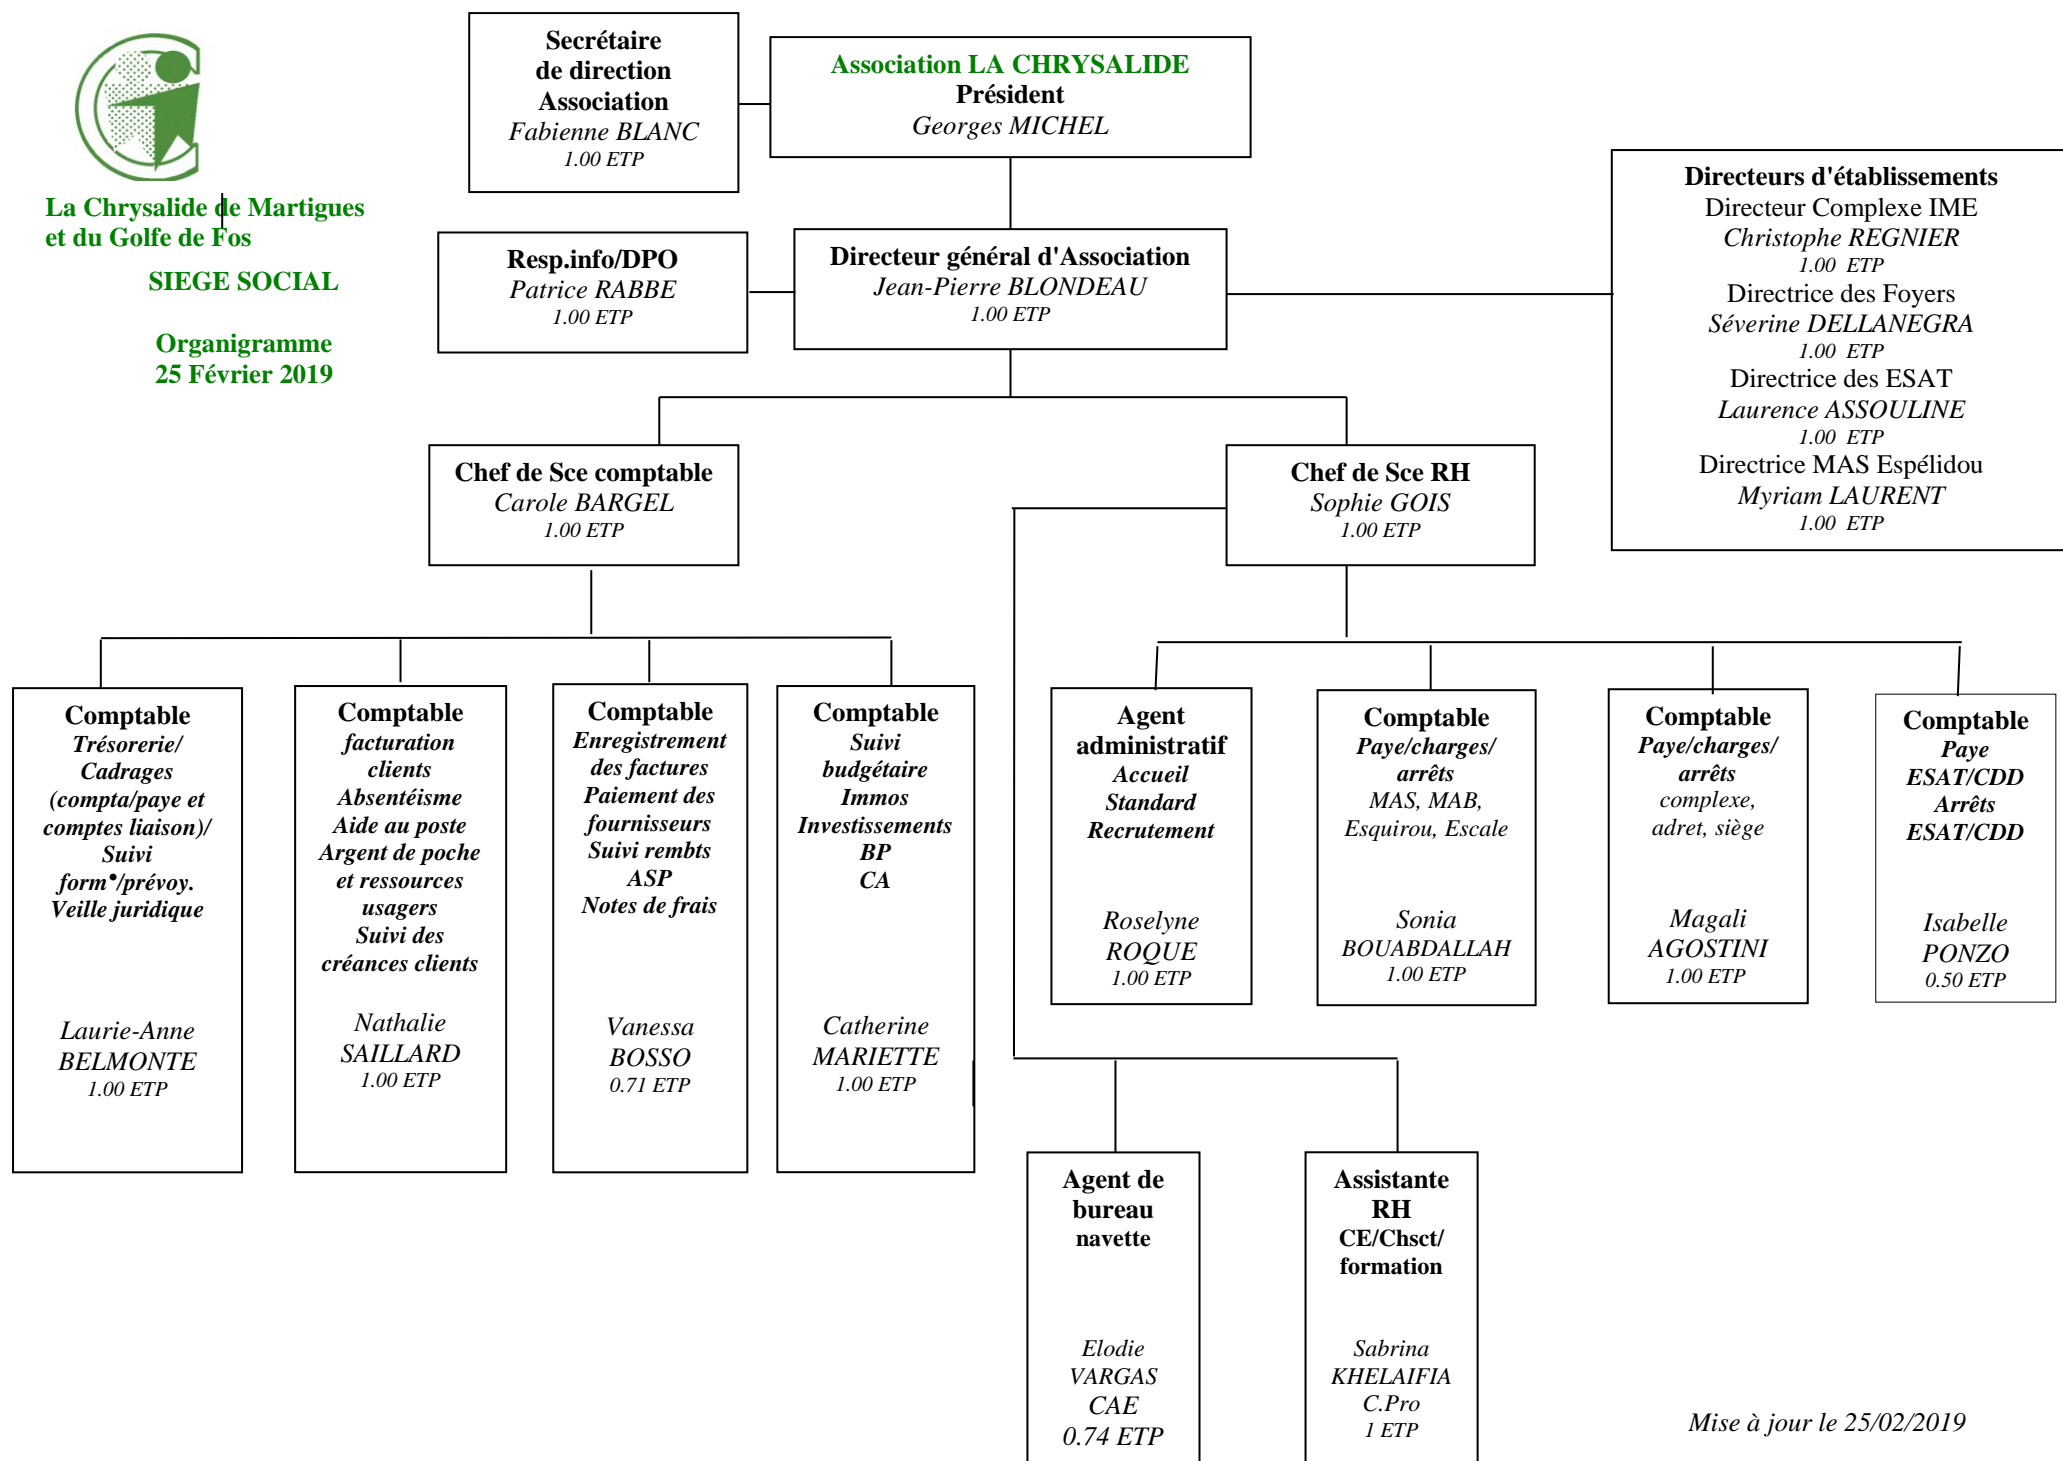 La Chrysalide de Martigues
et du Golfe de Fos
SIEGE SOCIAL
Organigramme
25 Février 2019
Secrétaire
de direction
Association
Fabienne BLANC
1.00 ETP
Association LA CHRYSALIDE
Président
Georges MICHEL
Resp.info/DPO
Patrice RABBE
1.00 ETP
Directeur général d'Association
Jean-Pierre BLONDEAU
1.00 ETP
Directeurs d'établissements
Directeur Complexe IME
Christophe REGNIER
1.00 ETP
Directrice des Foyers
Séverine DELLANEGRA
1.00 ETP
Directrice des ESAT
Laurence ASSOULINE
1.00 ETP
Directrice MAS Espélidou
Myriam LAURENT
1.00 ETP
Chef de Sce comptable
Carole BARGEL
1.00 ETP
Chef de Sce RH
Sophie GOIS
1.00 ETP
Comptable
Trésorerie/
Cadrages
(compta/paye et
comptes liaison)/
Suivi
form•/prévoy.
Veille juridique
Laurie-Anne
BELMONTE
1.00 ETP
Comptable
facturation
clients
Absentéisme
Aide au poste
Argent de poche
et ressources
usagers
Suivi des
créances clients
Nathalie
SAILLARD
1.00 ETP
Comptable
Enregistrement
des factures
Paiement des
fournisseurs
Suivi rembts
ASP
Notes de frais
Vanessa
BOSSO
0.71 ETP
Comptable
Suivi
budgétaire
Immos
Investissements
BP
CA
Catherine
MARIETTE
1.00 ETP
Agent
administratif
Accueil
Standard
Recrutement
Roselyne
ROQUE
1.00 ETP
Comptable
Paye/charges/
arrêts
MAS, MAB,
Esquirou, Escale
Sonia
BOUABDALLAH
1.00 ETP
Comptable
Paye/charges/
arrêts
complexe,
adret, siège
Magali
AGOSTINI
1.00 ETP
Comptable
Paye
ESAT/CDD
Arrêts
ESAT/CDD
Isabelle
PONZO
0.50 ETP
Agent de
bureau
navette
Elodie
VARGAS
CAE
0.74 ETP
Assistante
RH
CE/Chsct/
formation
Sabrina
KHELAIFIA
C.Pro
1 ETP
Mise à jour le 25/02/2019